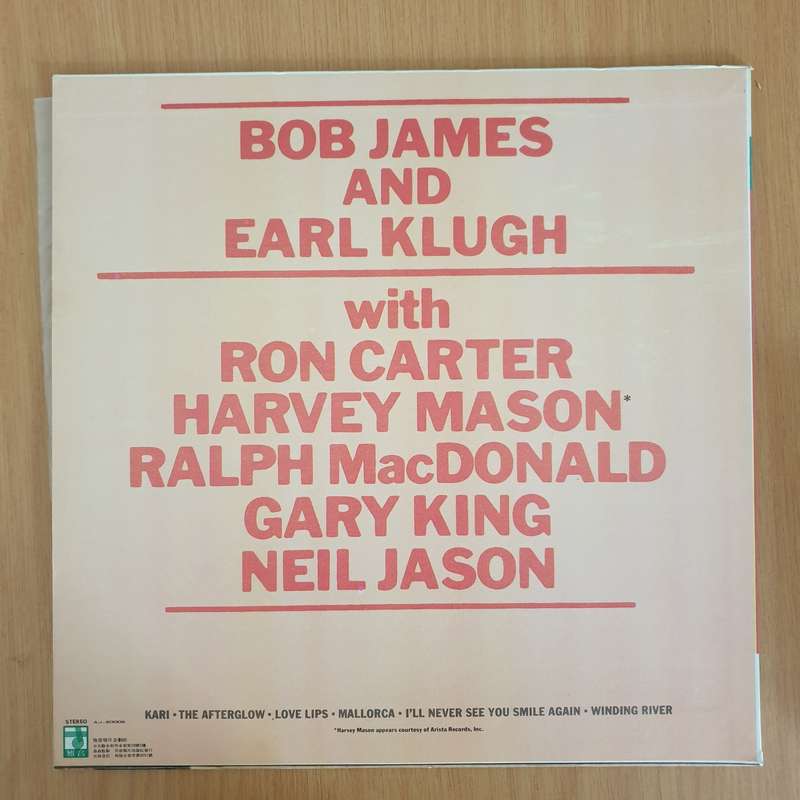 BOB JAMES
AND
EARL KLUGH
with
RON CARTER
HARVEY MASON*
RALPH MacDONALD
GARY KING
NEIL JASON
KARI · THE AFTERGLOW · LOVE LIPS · MALLORCA · I'LL NEVER SEE YOU SMILE AGAIN · WINDING RIVER
*Harvey Mason appears courtesy of Arista Records, Inc.
STEREO